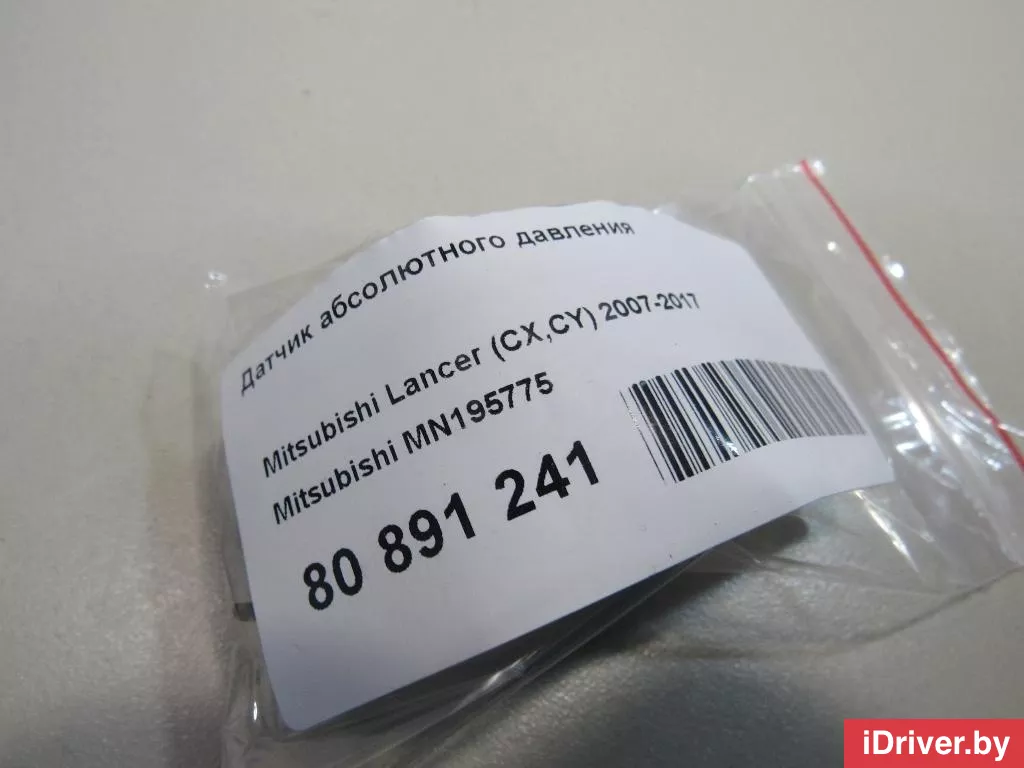 Датчик абсолютного давления
Mitsubishi Lancer (CX,CY) 2007-2017
Mitsubishi MN195775
80 891 241
iDriver.by